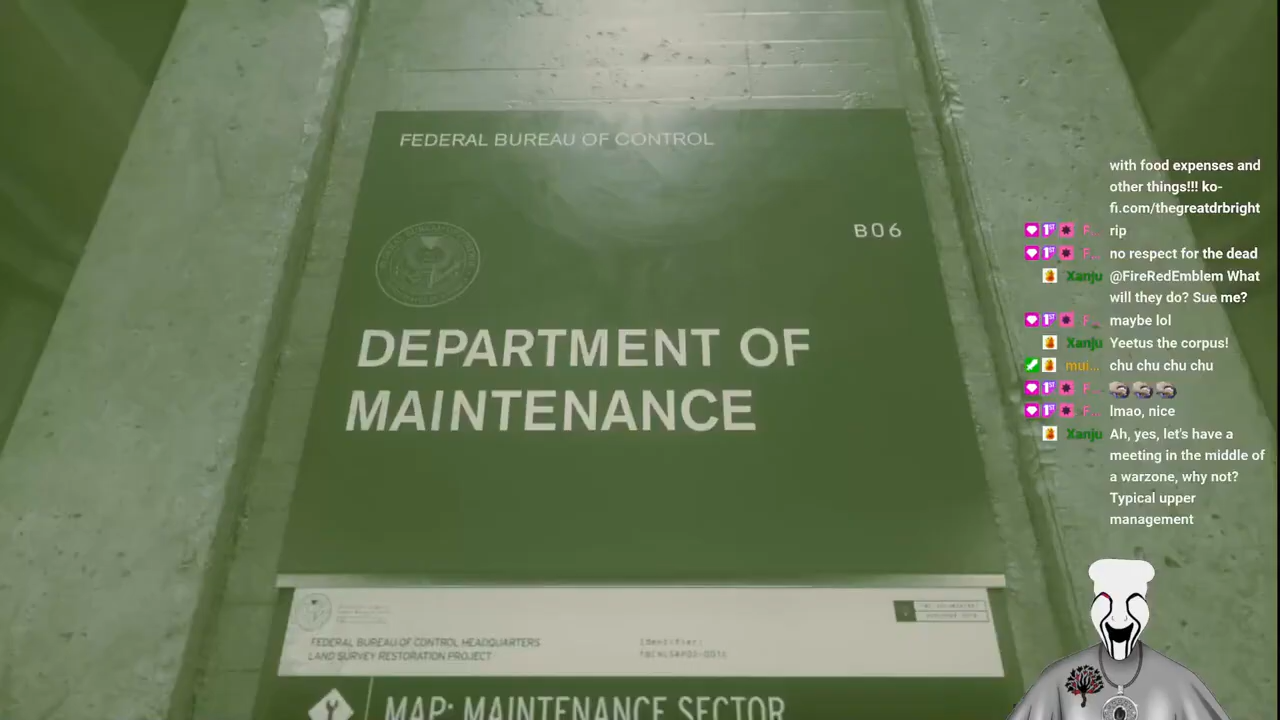 FEDERAL BUREAU OF CONTROL
B06
DEPARTMENT OF
MAINTENANCE
FEDERAL BUREAU OF CONTROL HEADQUARTERS
LAND SURVEY RESTORATION PROJECT
Identifier:
MAP: MAINTENANCE SECTOR
with food expenses and
other things!!! ko-
fi.com/thegreatdrbright
F... rip
F... no respect for the dead
Xanju @FireRedEmblem What
will they do? Sue me?
F... maybe lol
Xanju Yeetus the corpus!
muj... chu chu chu chu
F...
F... lmao, nice
Xanju Ah, yes, let's have a
meeting in the middle of
a warzone, why not?
Typical upper
management